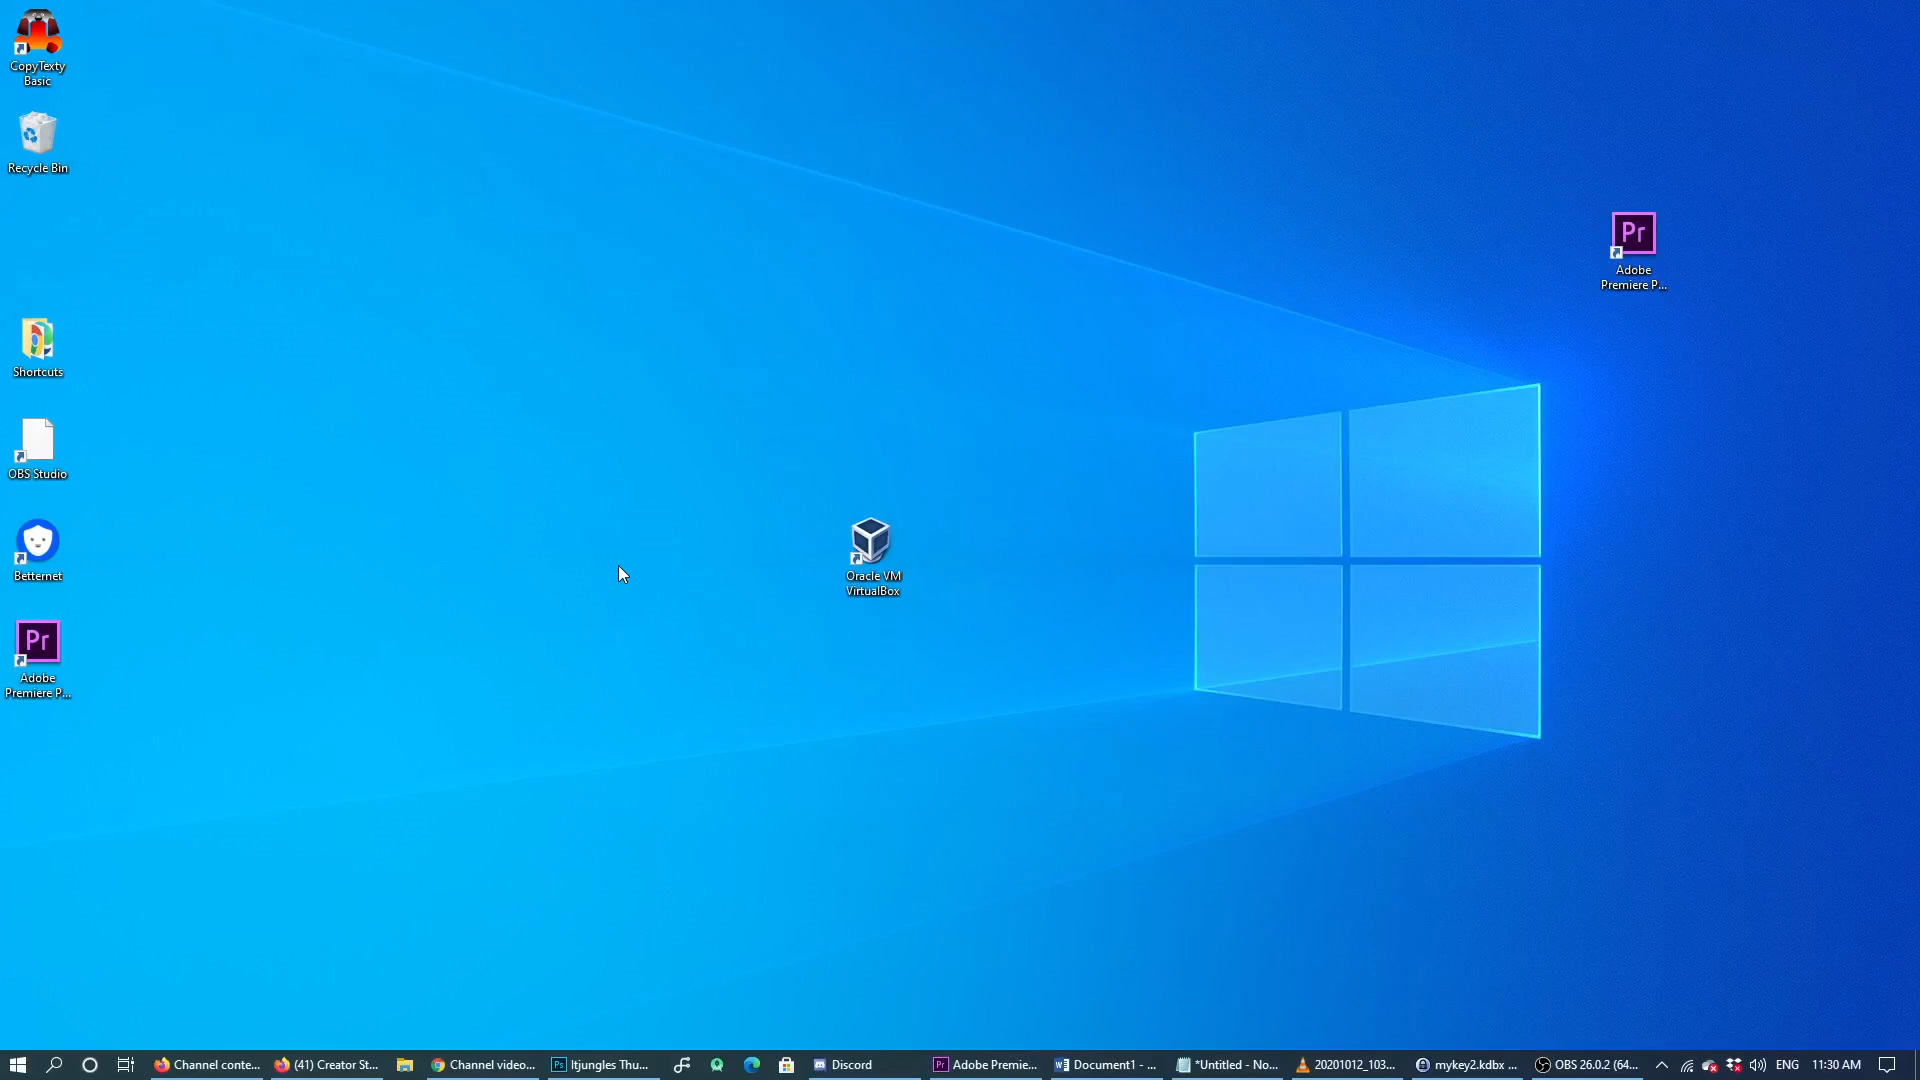 CopyTexty
Basic
Recycle Bin
Shortcuts
OBS Studio
Betternet
Pr
Adobe
Premiere P...
Oracle VM
VirtualBox
Pr
Adobe
Premiere P...
Channel conte...
(41) Creator St...
Channel video...
Ps
Itjungles Thu...
Discord
Pr
Adobe Premie...
Document1 - ...
*Untitled - No...
20201012_103...
mykey2.kdbx ...
OBS 26.0.2 (64...
ENG
11:30 AM